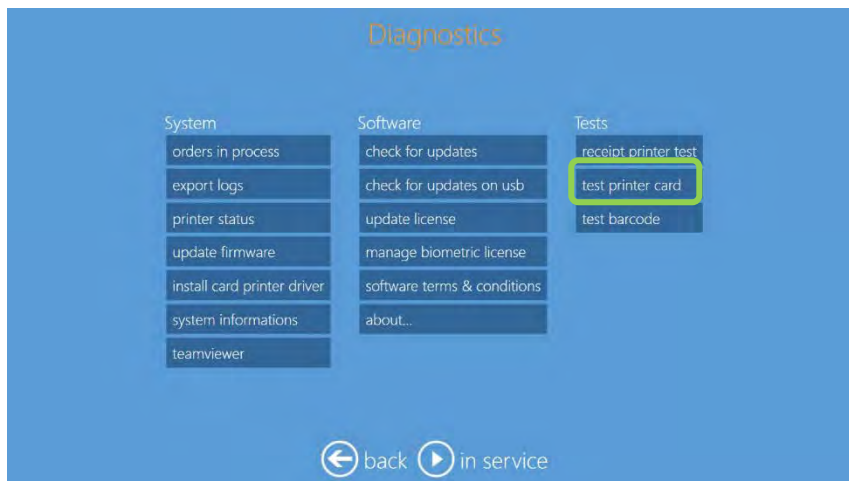 Diagnostics
System
orders in process
export logs
printer status
update firmware
install card printer driver
system informations
teamviewer
Software
check for updates
check for updates on usb
update license
manage biometric license
software terms & conditions
about...
Tests
receipt printer test
test printer card
test barcode
back
in service